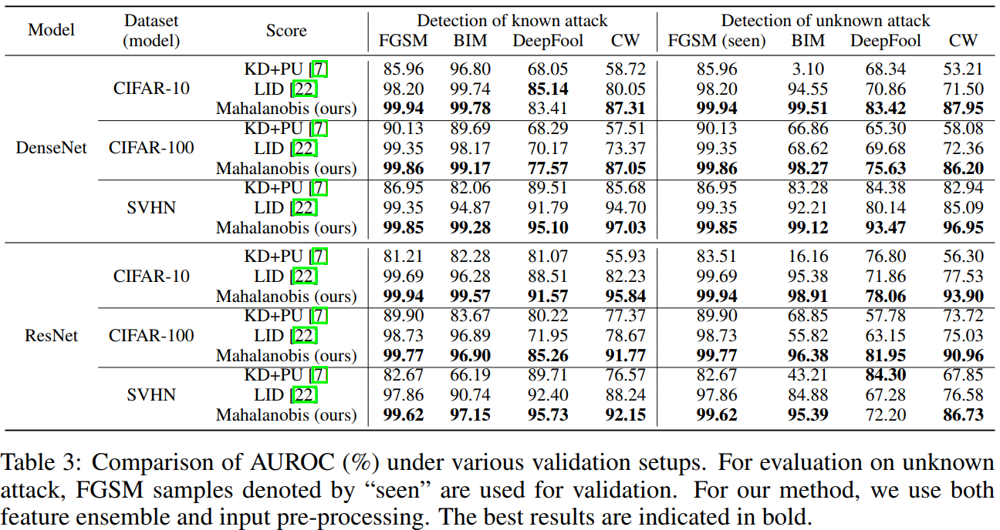 Model Dataset (model) Score Detection of known attack Detection of unknown attack
FGSM BIM DeepFool CW FGSM (seen) BIM DeepFool CW
DenseNet CIFAR-10 KD+PU [7] 85.96 96.80 68.05 58.72 85.96 3.10 68.34 53.21
LID [22] 98.20 99.74 85.14 80.05 98.20 94.55 70.86 71.50
Mahalanobis (ours) 99.94 99.78 83.41 87.31 99.94 99.51 83.42 87.95
CIFAR-100 KD+PU [7] 90.13 89.69 68.29 57.51 90.13 66.86 65.30 58.08
LID [22] 99.35 98.17 70.17 73.37 99.35 68.62 69.68 72.36
Mahalanobis (ours) 99.86 99.17 77.57 87.05 99.86 98.27 75.63 86.20
SVHN KD+PU [7] 86.95 82.06 89.51 85.68 86.95 83.28 84.38 82.94
LID [22] 99.35 94.87 91.79 94.70 99.35 92.21 80.14 85.09
Mahalanobis (ours) 99.85 99.28 95.10 97.03 99.85 99.12 93.47 96.95
ResNet CIFAR-10 KD+PU [7] 81.21 82.28 81.07 55.93 83.51 16.16 76.80 56.30
LID [22] 99.69 96.28 88.51 82.23 99.69 95.38 71.86 77.53
Mahalanobis (ours) 99.94 99.57 91.57 95.84 99.94 98.91 78.06 93.90
CIFAR-100 KD+PU [7] 89.90 83.67 80.22 77.37 89.90 68.85 57.78 73.72
LID [22] 98.73 96.89 71.95 78.67 98.73 55.82 63.15 75.03
Mahalanobis (ours) 99.77 96.90 85.26 91.77 99.77 96.38 81.95 90.96
SVHN KD+PU [7] 82.67 66.19 89.71 76.57 82.67 43.21 84.30 67.85
LID [22] 97.86 90.74 92.40 88.24 97.86 84.88 67.28 76.58
Mahalanobis (ours) 99.62 97.15 95.73 92.15 99.62 95.39 72.20 86.73
Table 3: Comparison of AUROC (%) under various validation setups. For evaluation on unknown
attack, FGSM samples denoted by “seen” are used for validation. For our method, we use both
feature ensemble and input pre-processing. The best results are indicated in bold.